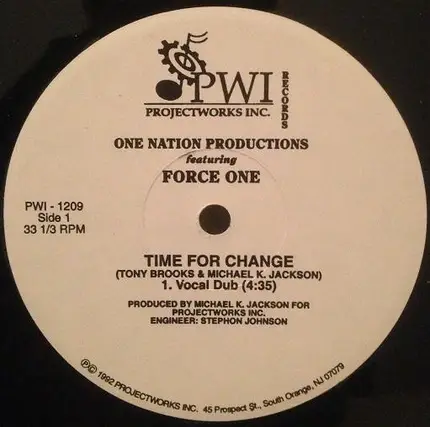 PWI
RECORDS
PROJECTWORKS INC.
ONE NATION PRODUCTIONS
featuring
FORCE ONE
PWI - 1209
Side 1
33 1/3 RPM
TIME FOR CHANGE
(TONY BROOKS & MICHAEL K. JACKSON)
1. Vocal Dub (4:35)
PRODUCED BY MICHAEL K. JACKSON FOR
PROJECTWORKS INC.
ENGINEER: STEPHON JOHNSON
℗© 1992 PROJECTWORKS INC. 45 Prospect St., South Orange, NJ 07079